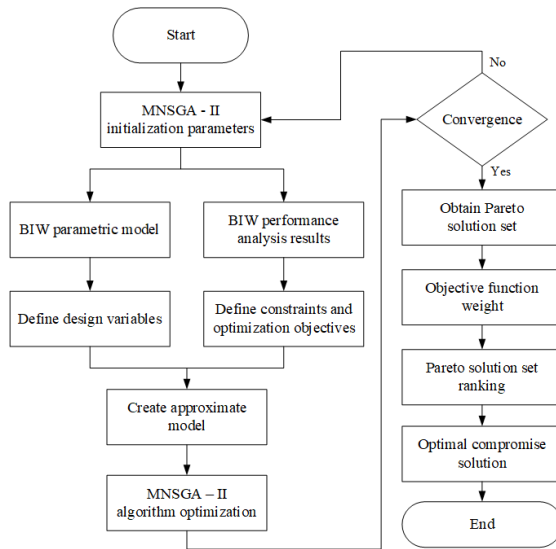 Start
MNSGA - II
initialization parameters
BIW parametric model
BIW performance
analysis results
Define design variables
Define constraints and
optimization objectives
Create approximate
model
MNSGA – II
algorithm optimization
No
Convergence
Yes
Obtain Pareto
solution set
Objective function
weight
Pareto solution set
ranking
Optimal compromise
solution
End